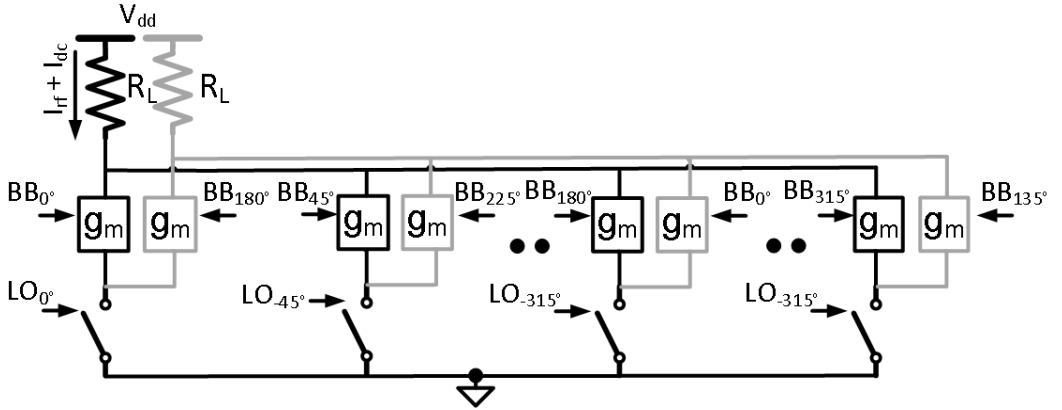 Vdd
Irf + Idc
RL
RL
BB0°
gm
gm
BB180°
BB45°
gm
gm
BB225°
BB180°
gm
gm
BB0°
BB315°
gm
gm
BB135°
LO0°
LO-45°
LO-315°
LO-315°